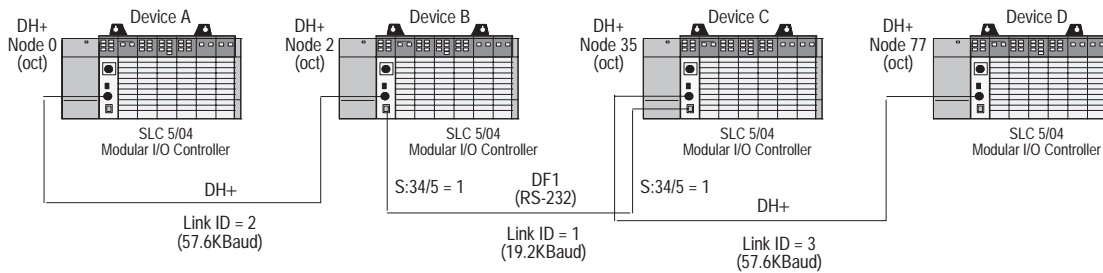 DH+
Node 0
(oct)
Device A
SLC 5/04
Modular I/O Controller
DH+
Node 2
(oct)
Device B
SLC 5/04
Modular I/O Controller
DH+
Node 35
(oct)
Device C
SLC 5/04
Modular I/O Controller
DH+
Node 77
(oct)
Device D
SLC 5/04
Modular I/O Controller
DH+
Link ID = 2
(57.6KBaud)
S:34/5 = 1
DF1
(RS-232)
S:34/5 = 1
Link ID = 1
(19.2KBaud)
DH+
Link ID = 3
(57.6KBaud)